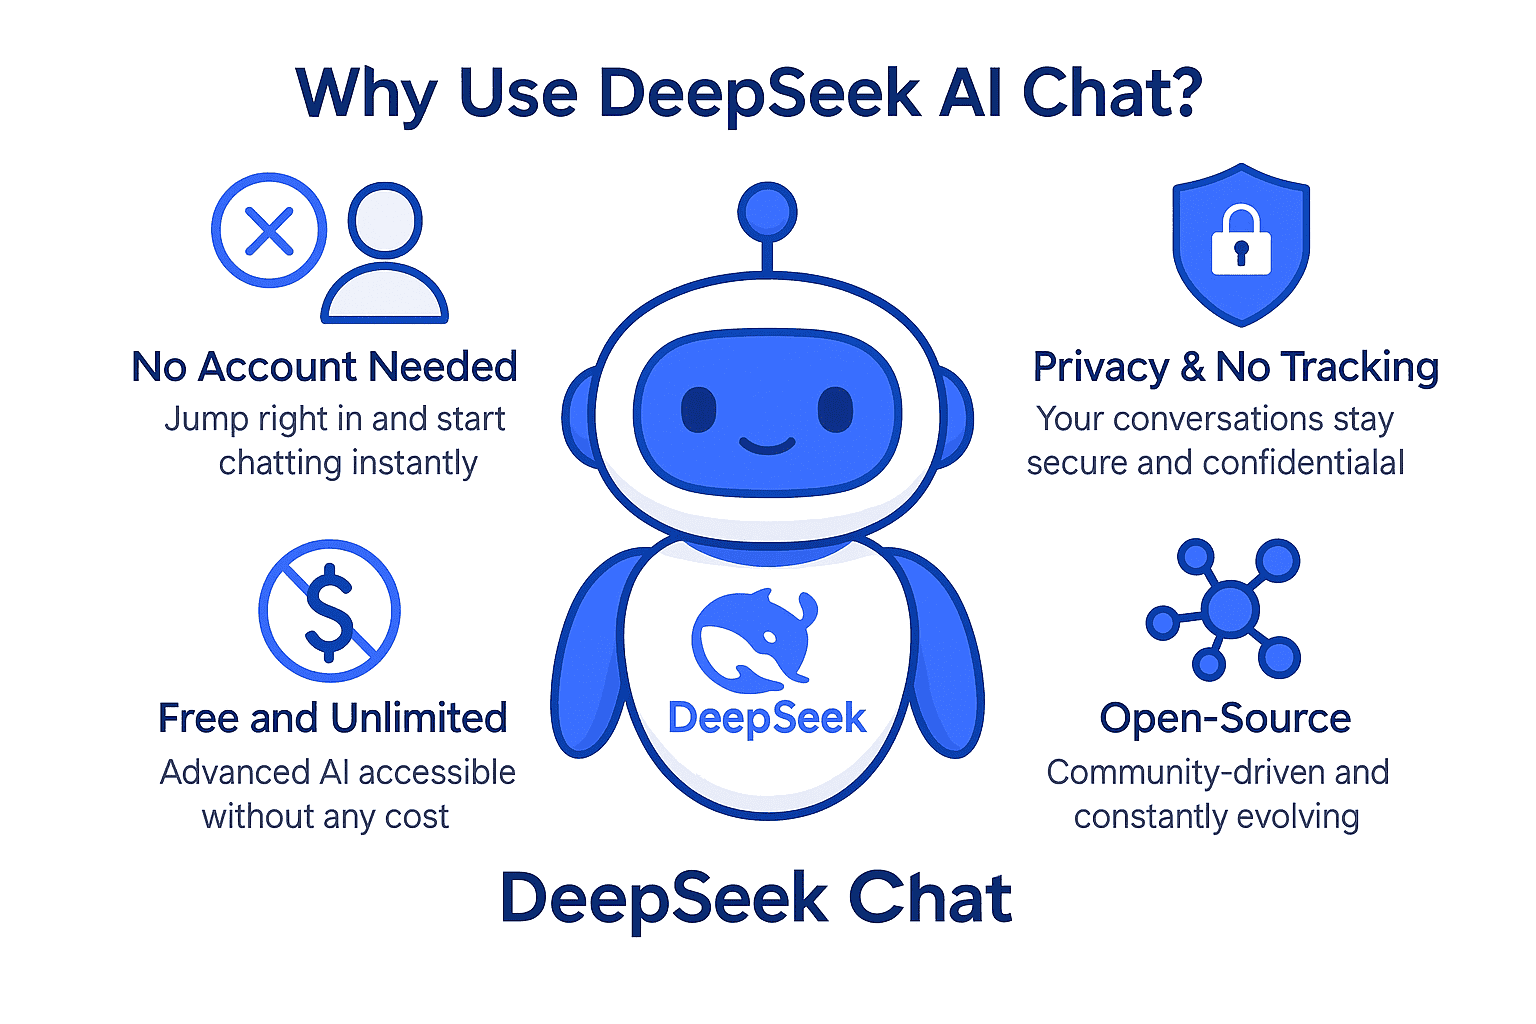 Why Use DeepSeek AI Chat?
No Account Needed
Jump right in and start
chatting instantly
Privacy & No Tracking
Your conversations stay
secure and confidentialal
Free and Unlimited
Advanced AI accessible
without any cost
DeepSeek
Open-Source
Community-driven and
constantly evolving
DeepSeek Chat